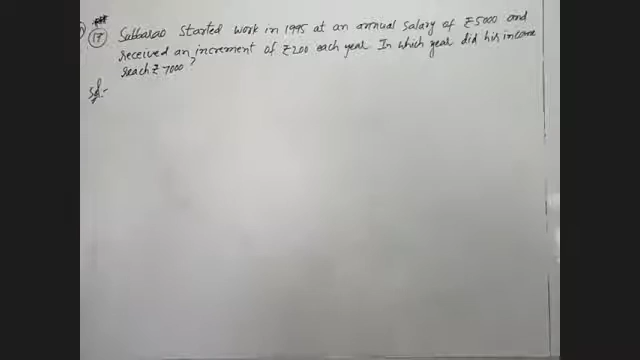 (17) Subbarao started work in 1995 at an annual salary of ₹5000 and
received an increment of ₹200 each year. In which year did his income
reach ₹7000?
Sol:-